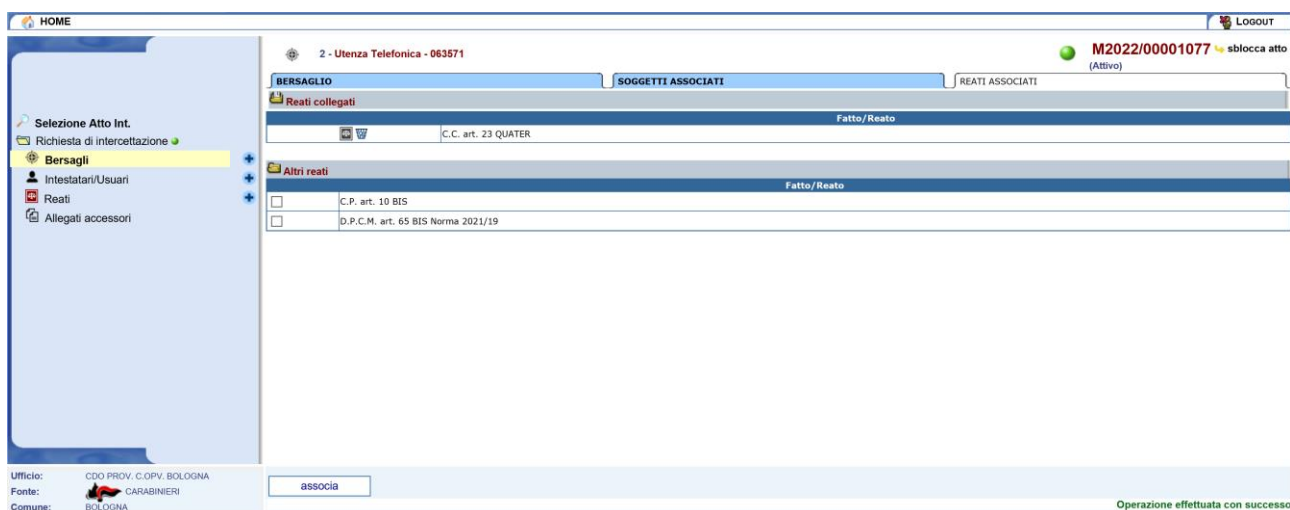 HOME
LOGOUT
2 - Utenza Telefonica - 063571
M2022/00001077 sblocca atto
(Attivo)
BERSAGLIO
SOGGETTI ASSOCIATI
REATI ASSOCIATI
Reati collegati
Fatto/Reato
C.C. art. 23 QUATER
Selezione Atto Int.
Richiesta di intercettazione
Bersagli
Intestatari/Usuari
Reati
Allegati accessori
Altri reati
Fatto/Reato
C.P. art. 10 BIS
D.P.C.M. art. 65 BIS Norma 2021/19
Ufficio: CDO PROV. C.OPV. BOLOGNA
Fonte: CARABINIERI
Comune: BOLOGNA
associa
Operazione effettuata con successo